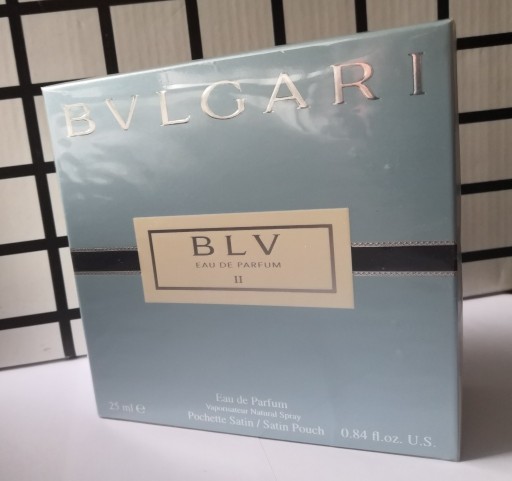 BVLGARI
BLV
EAU DE PARFUM
II
Eau de Parfum
Vaporisateur Natural Spray
25 ml e
Pochette Satin / Satin Pouch
0.84 fl.oz. U.S.